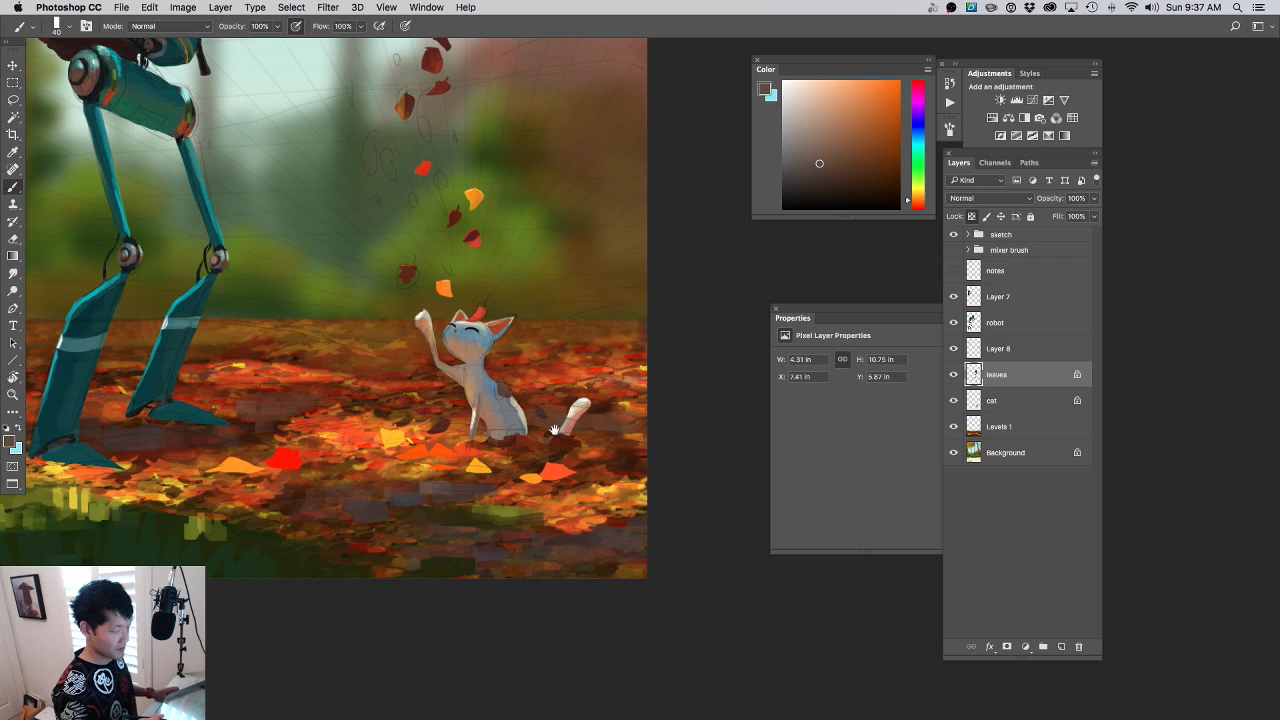 Photoshop CC File Edit Image Layer Type Select Filter 3D View Window Help Sun 9:37 AM
40 Mode: Normal Opacity: 100% Flow: 100%
Color
Adjustments Styles
Add an adjustment
Layers Channels Paths
Kind
Normal Opacity: 100%
Lock: Fill: 100%
sketch
mixer brush
notes
Layer 7
robot
Layer 8
leaves
cat
Levels 1
Background
Properties
Pixel Layer Properties
W: 4.31 in H: 10.75 in
X: 7.41 in Y: 5.87 in
fx